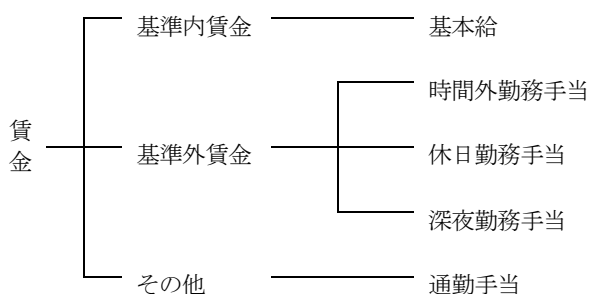 賃金
基準内賃金
基本給
基準外賃金
時間外勤務手当
休日勤務手当
深夜勤務手当
その他
通勤手当